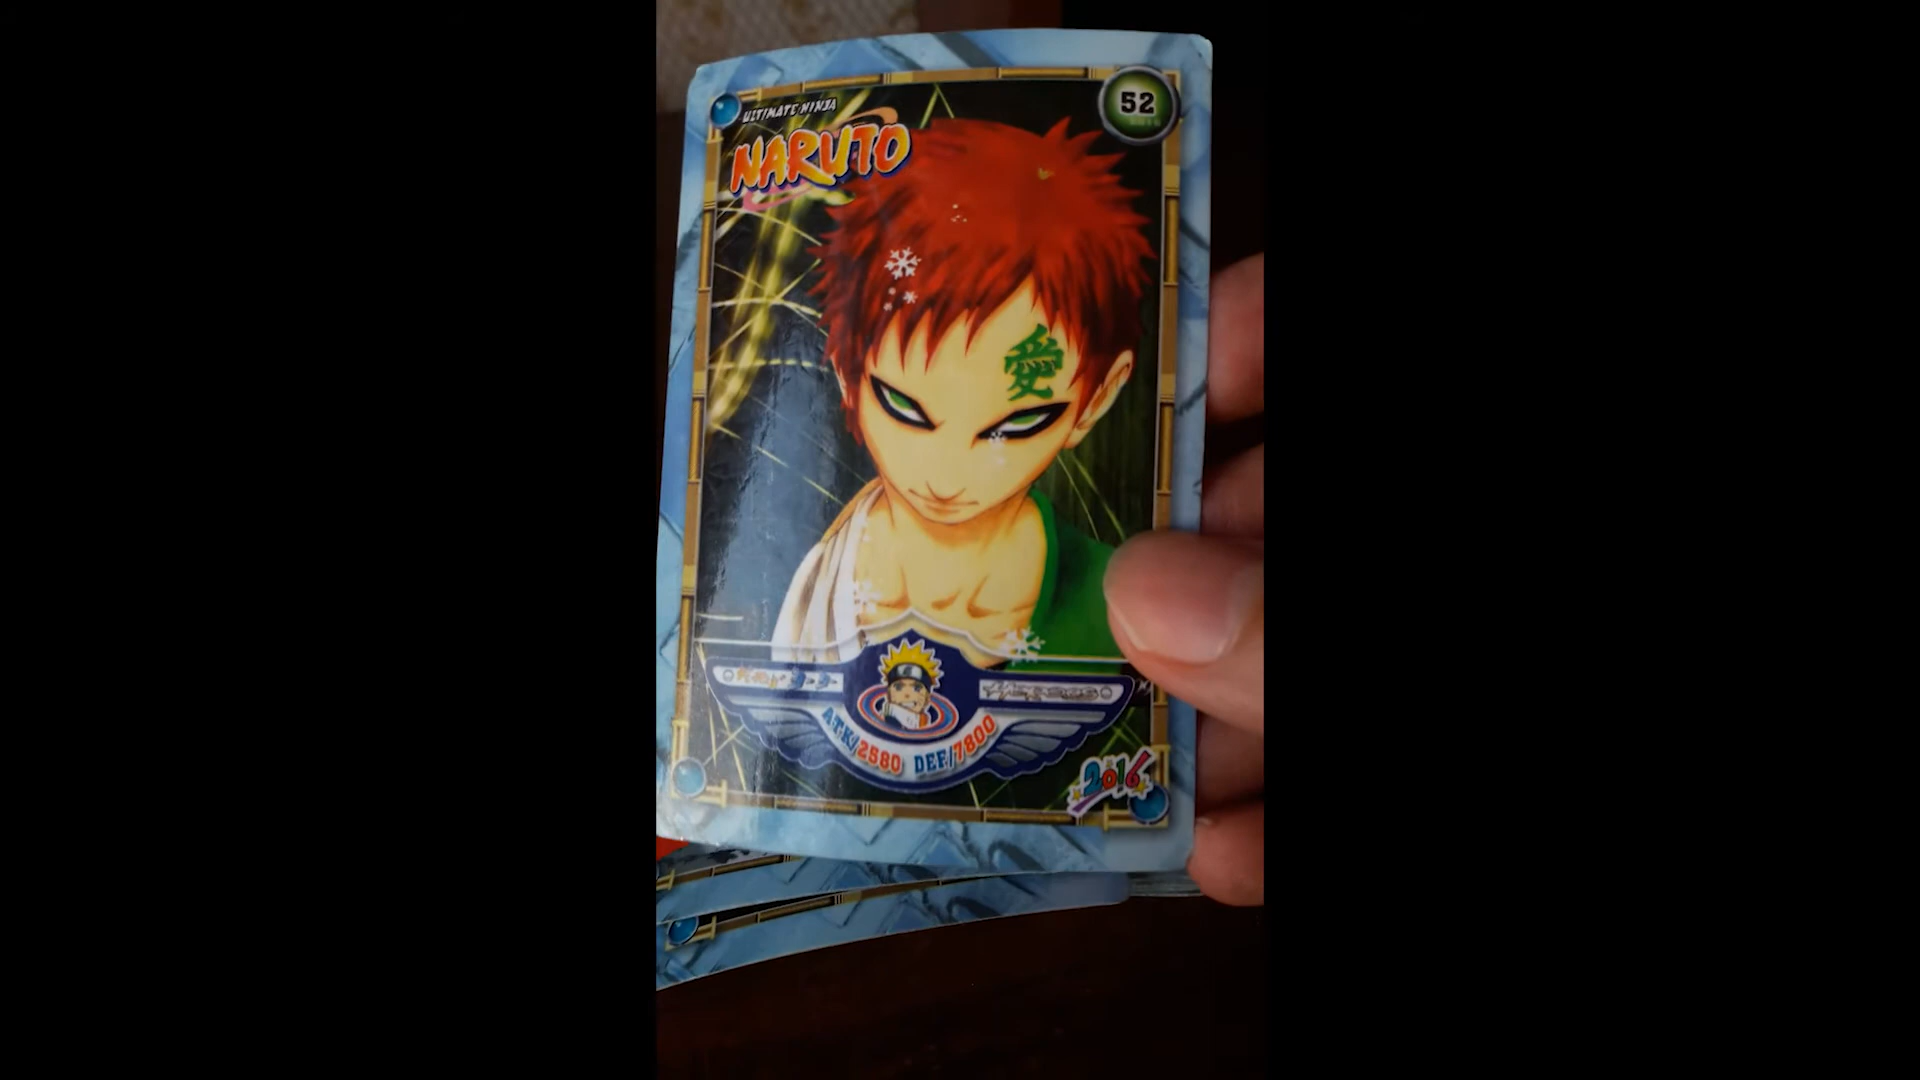 ULTIMATE NINJA
NARUTO
52
愛
ATK/2580 DEF/7800
2016